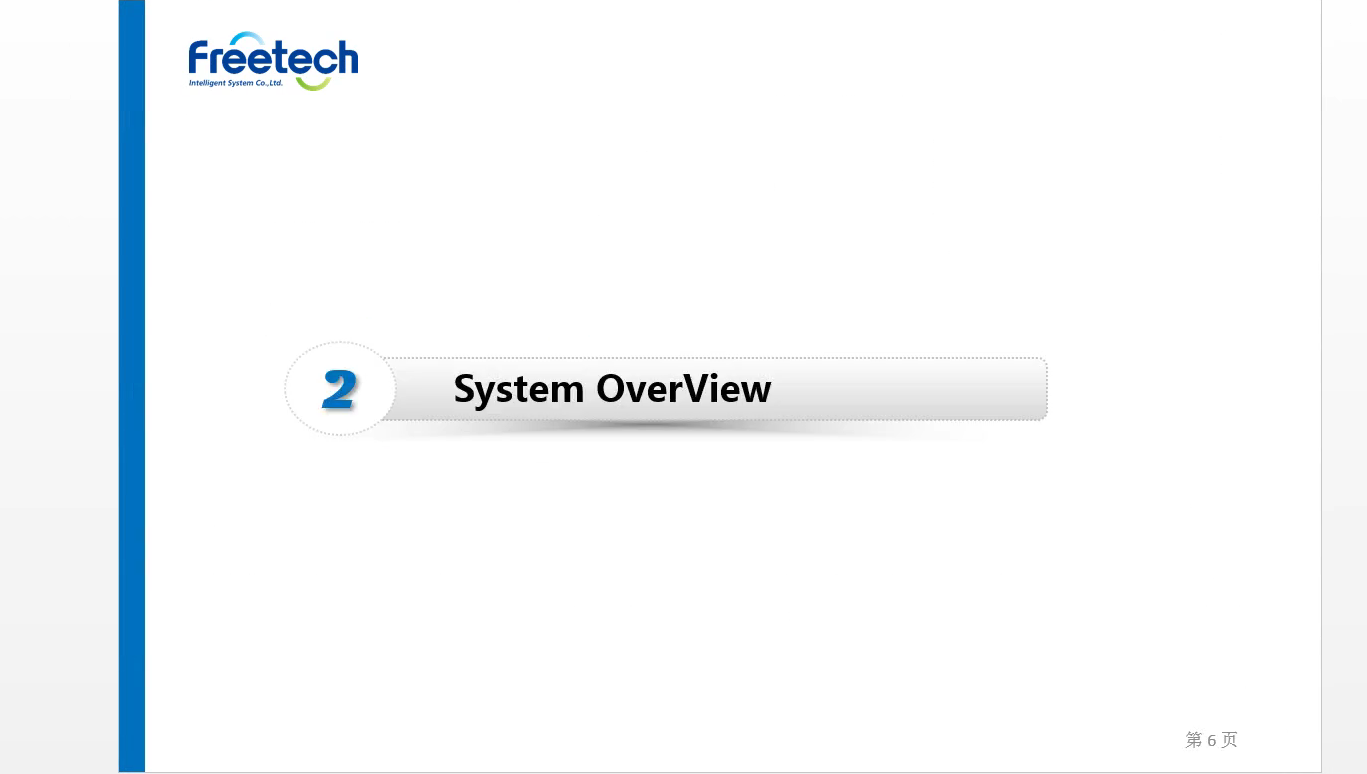 Freetech
Intelligent System Co.,Ltd.
2
System OverView
第 6 页